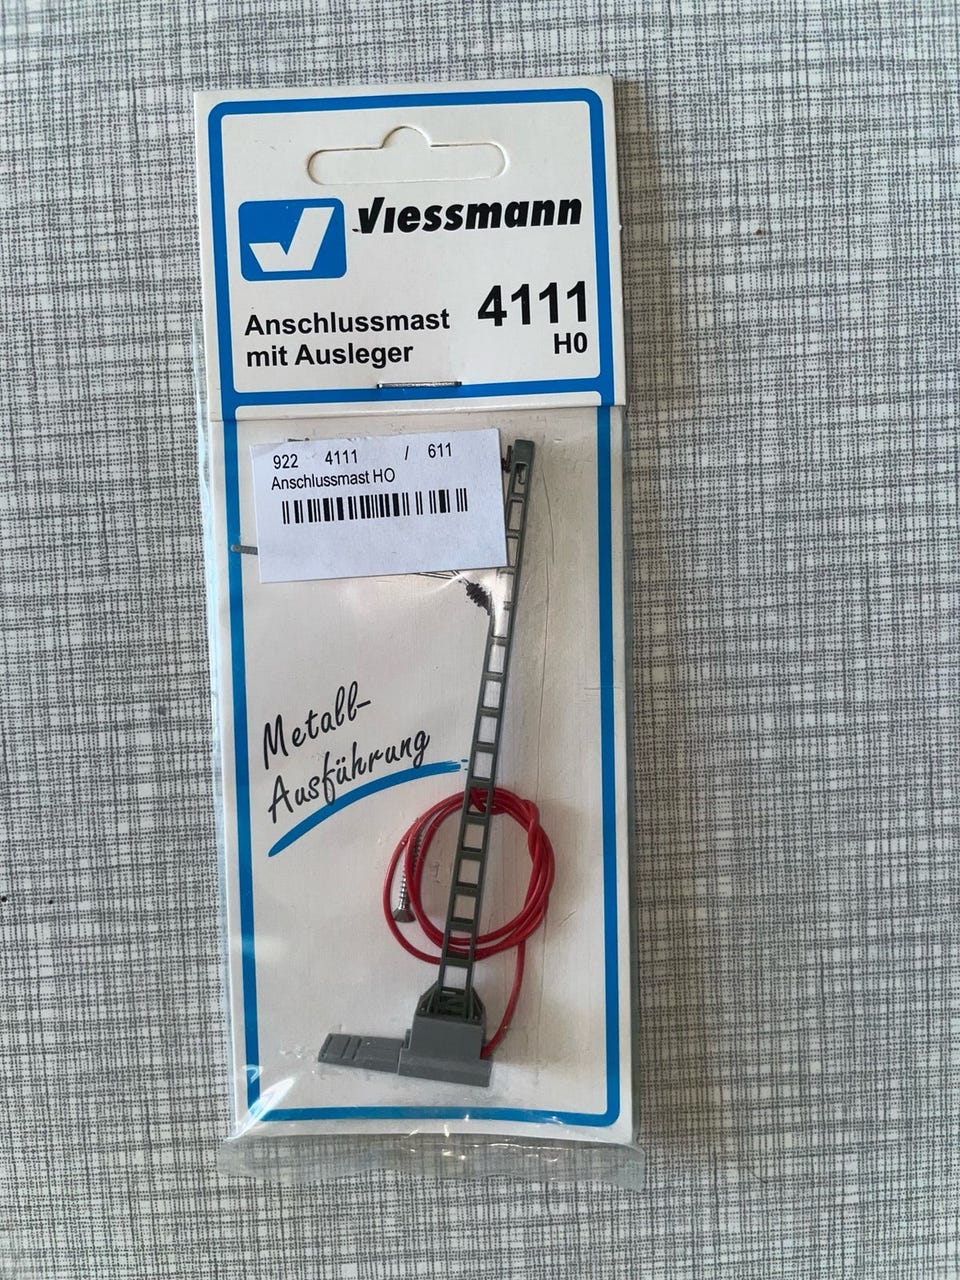 Viessmann
Anschlussmast
mit Ausleger
4111
H0
922 4111 / 611
Anschlussmast HO
Metall-
Ausführung